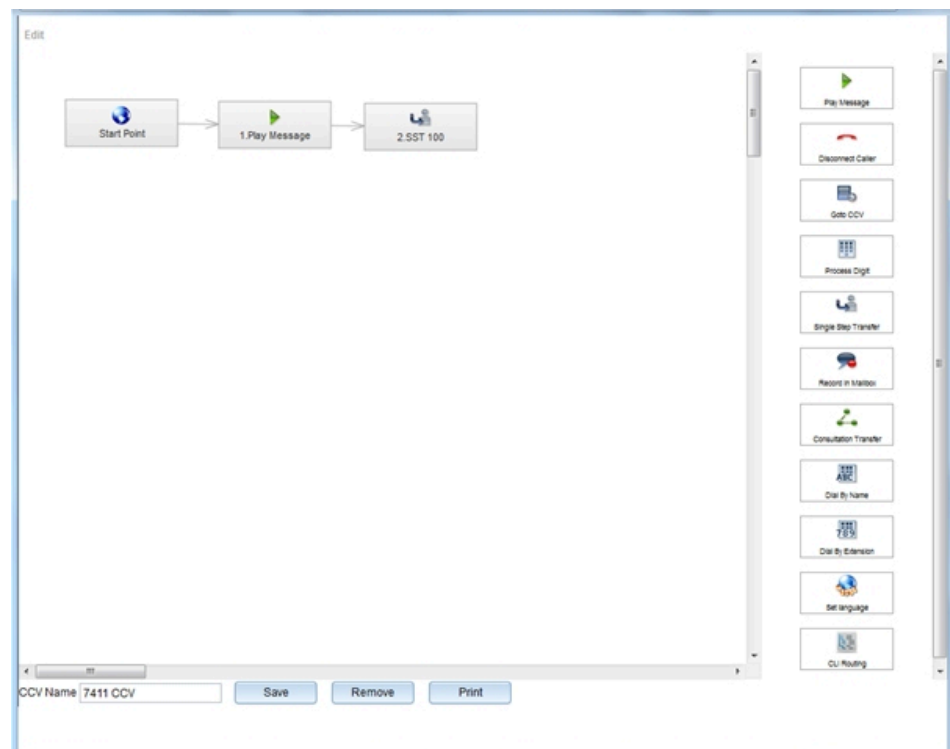 Edit
Start Point
1.Play Message
2.SST 100
Play Message
Disconnect Caller
Goto CCV
Process Digit
Single Step Transfer
Record in Mailbox
Consultation Transfer
ABC
Dial By Name
789
Dial By Extension
Set language
CLI Routing
CCV Name 7411 CCV Save Remove Print